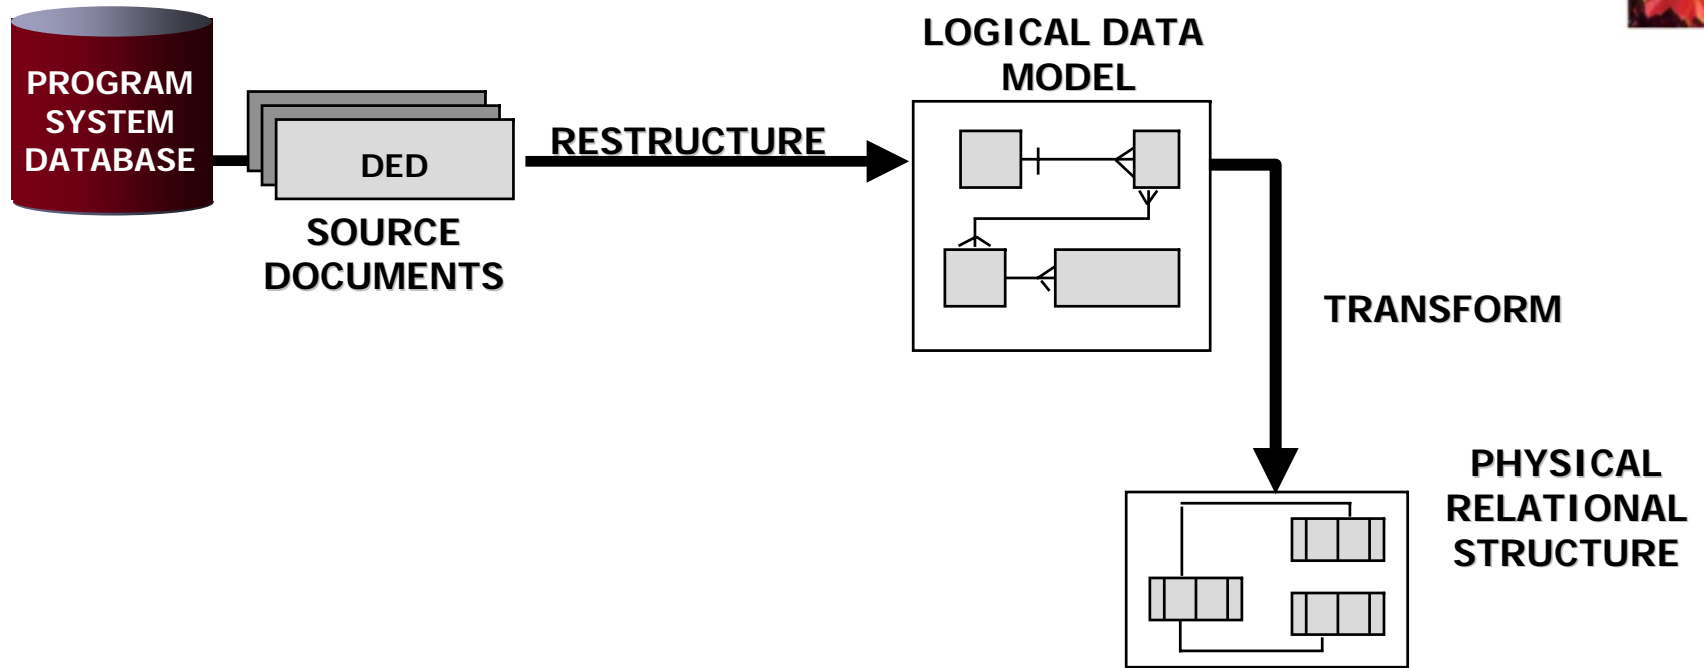 PROGRAM
SYSTEM
DATABASE
DED
SOURCE
DOCUMENTS
RESTRUCTURE
LOGICAL DATA
MODEL
TRANSFORM
PHYSICAL
RELATIONAL
STRUCTURE